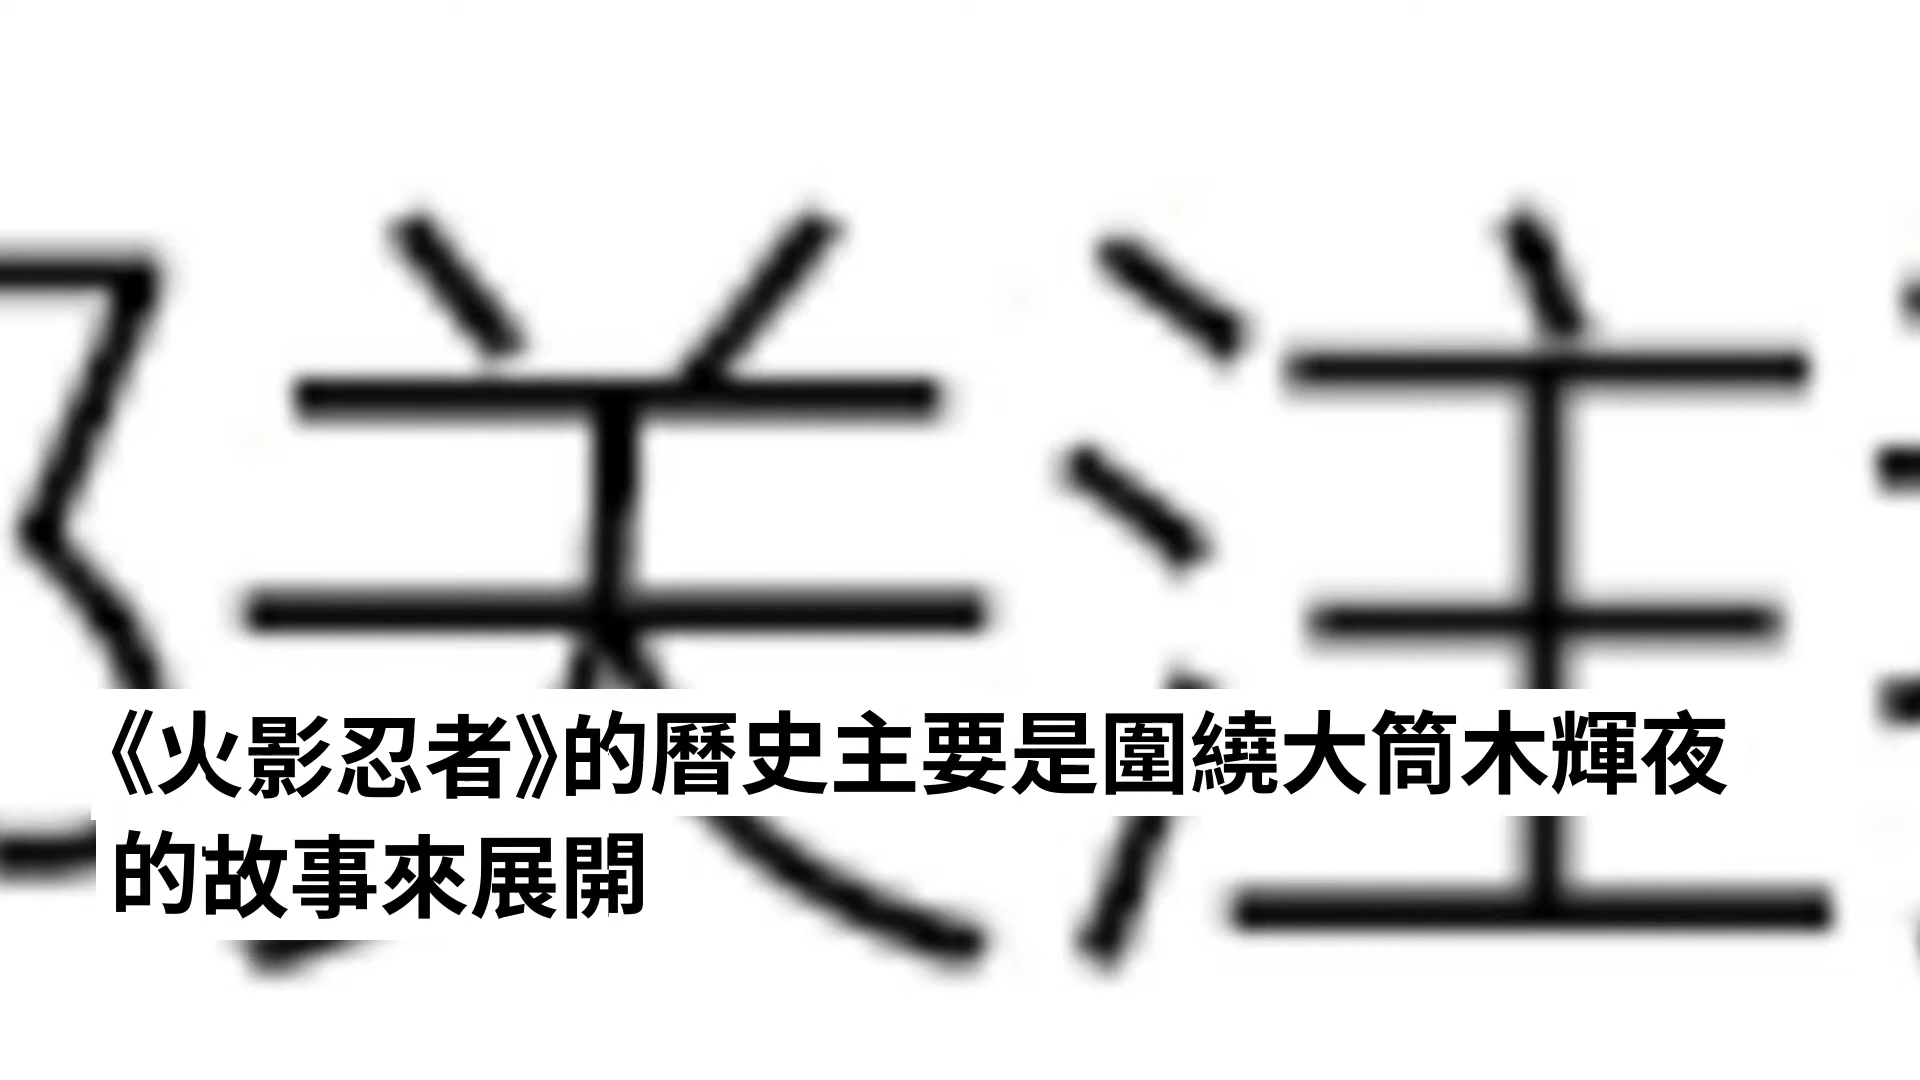 关注
《火影忍者》的曆史主要是圍繞大筒木輝夜
的故事來展開